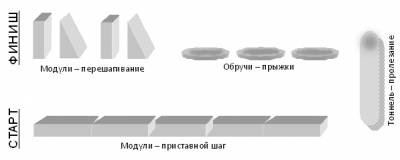 ФИНИШ
Модули – перешагивание
Обручи – прыжки
Тоннель – пролезание
СТАРТ
Модули – приставной шаг